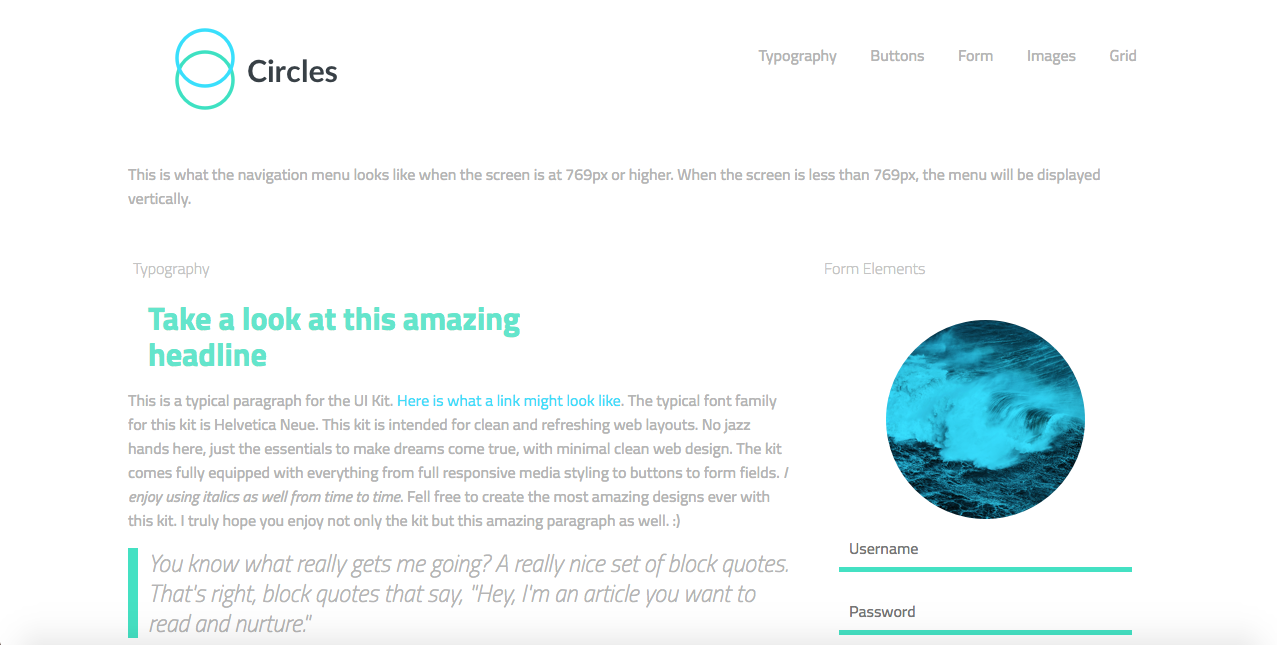 Circles
Typography Buttons Form Images Grid
This is what the navigation menu looks like when the screen is at 769px or higher. When the screen is less than 769px, the menu will be displayed
vertically.
Typography
Take a look at this amazing
headline
This is a typical paragraph for the UI Kit. Here is what a link might look like. The typical font family
for this kit is Helvetica Neue. This kit is intended for clean and refreshing web layouts. No jazz
hands here, just the essentials to make dreams come true, with minimal clean web design. The kit
comes fully equipped with everything from full responsive media styling to buttons to form fields. I
enjoy using italics as well from time to time. Fell free to create the most amazing designs ever with
this kit. I truly hope you enjoy not only the kit but this amazing paragraph as well. :)
You know what really gets me going? A really nice set of block quotes.
That's right, block quotes that say, "Hey, I'm an article you want to
read and nurture."
Form Elements
Username
Password